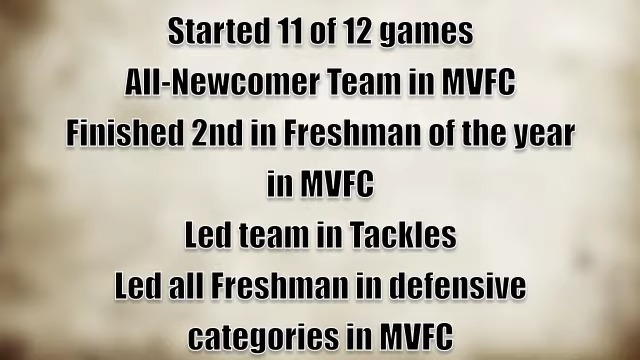 Started 11 of 12 games
All-Newcomer Team in MVFC
Finished 2nd in Freshman of the year
in MVFC
Led team in Tackles
Led all Freshman in defensive
categories in MVFC